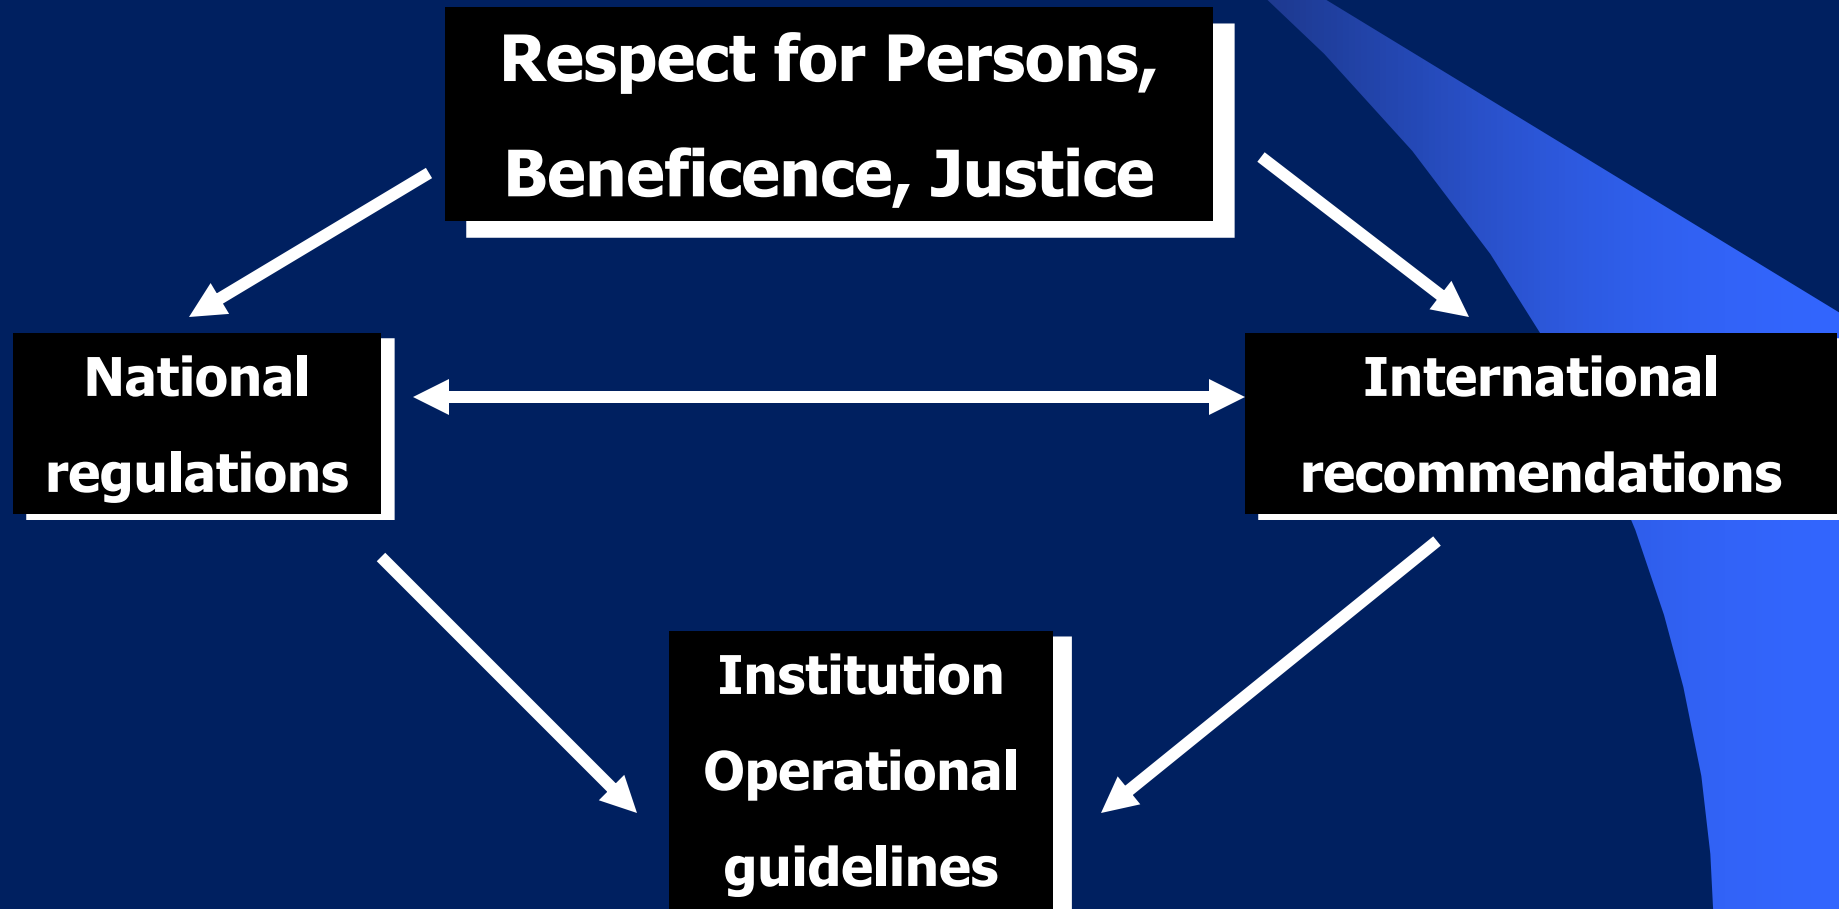 Respect for Persons,
Beneficence, Justice
National
regulations
International
recommendations
Institution
Operational
guidelines